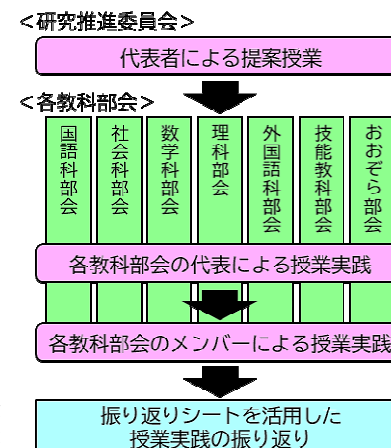 ＜研究推進委員会＞
代表者による提案授業
＜各教科部会＞
国語科部会
社会科部会
数学科部会
理科部会
外国語科部会
技能教科部会
おおぞら部会
各教科部会の代表による授業実践
各教科部会のメンバーによる授業実践
振り返りシートを活用した
授業実践の振り返り